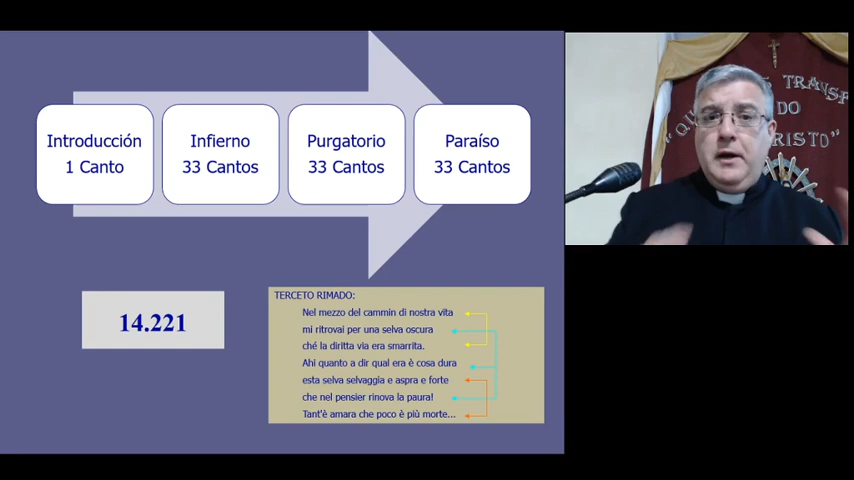 Introducción
1 Canto
Infierno
33 Cantos
Purgatorio
33 Cantos
Paraíso
33 Cantos
14.221
TERCETO RIMADO:
Nel mezzo del cammin di nostra vita
mi ritrovai per una selva oscura
ché la diritta via era smarrita.
Ahi quanto a dir qual era è cosa dura
esta selva selvaggia e aspra e forte
che nel pensier rinova la paura!
Tant'è amara che poco è più morte...
TRANSF
DO